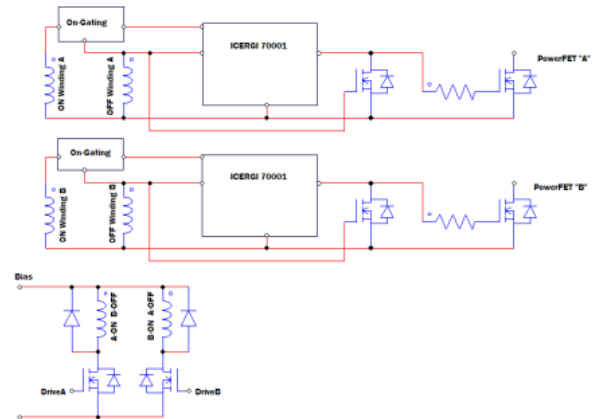 On-Gating
ICERGI 70001
PowerFET "A"
ON Winding A
OFF Winding A
On-Gating
ICERGI 70001
PowerFET "B"
ON Winding B
OFF Winding B
Bias
A-ON B-OFF
B-ON A-OFF
DriveA
DriveB